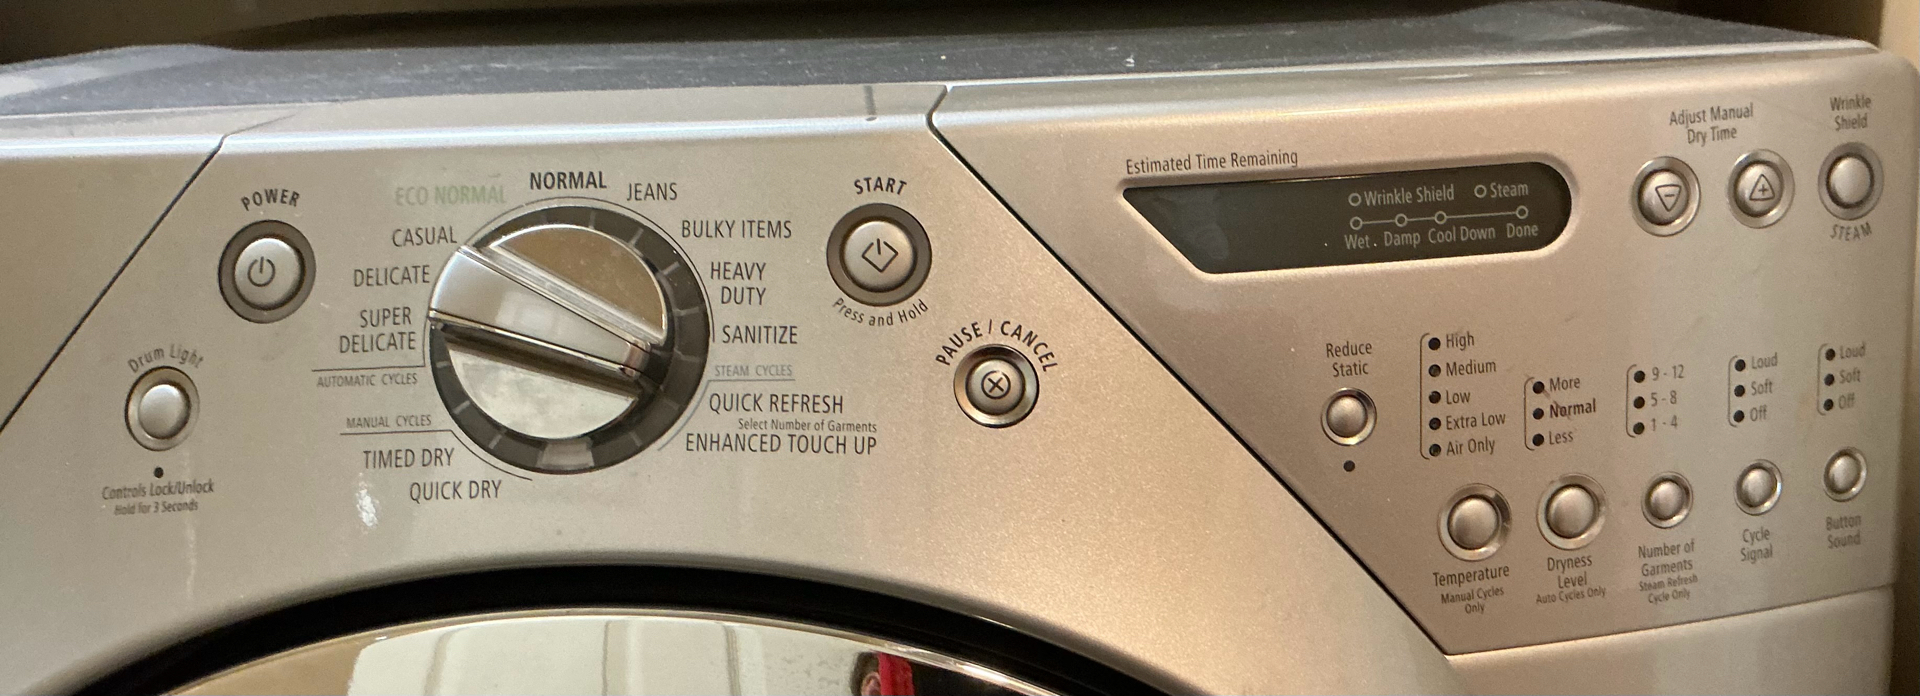 POWER
Drum Light
Controls Lock/Unlock
Hold for 3 Seconds
ECO NORMAL
NORMAL
JEANS
CASUAL
BULKY ITEMS
DELICATE
HEAVY
DUTY
SUPER
DELICATE
SANITIZE
AUTOMATIC CYCLES
STEAM CYCLES
MANUAL CYCLES
QUICK REFRESH
Select Number of Garments
ENHANCED TOUCH UP
TIMED DRY
QUICK DRY
START
Press and Hold
PAUSE / CANCEL
Estimated Time Remaining
Wrinkle Shield
Steam
Wet
Damp
Cool Down
Done
Adjust Manual
Dry Time
Wrinkle
Shield
STEAM
Reduce
Static
High
Medium
Low
Extra Low
Air Only
More
Normal
Less
9 - 12
5 - 8
1 - 4
Loud
Soft
Off
Loud
Soft
Off
Temperature
Manual Cycles
Only
Dryness
Level
Auto Cycles Only
Number of
Garments
Steam Refresh
Cycle Only
Cycle
Signal
Button
Sound